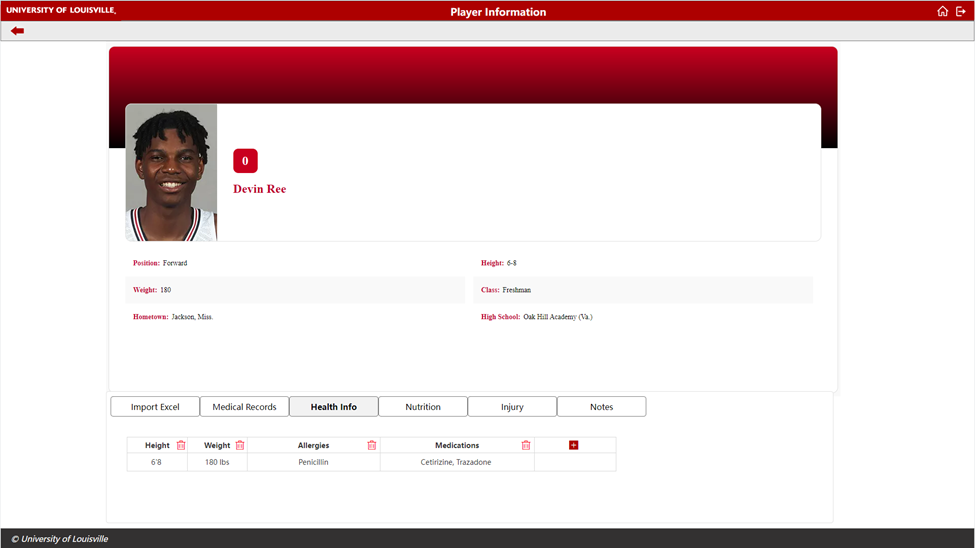 UNIVERSITY OF LOUISVILLE.
Player Information
0
Devin Ree
Position: Forward
Height: 6-8
Weight: 180
Class: Freshman
Hometown: Jackson, Miss.
High School: Oak Hill Academy (Va.)
Import Excel Medical Records Health Info Nutrition Injury Notes
Height Weight Allergies Medications
6'8 180 lbs Penicillin Cetirizine, Trazadone
© University of Louisville